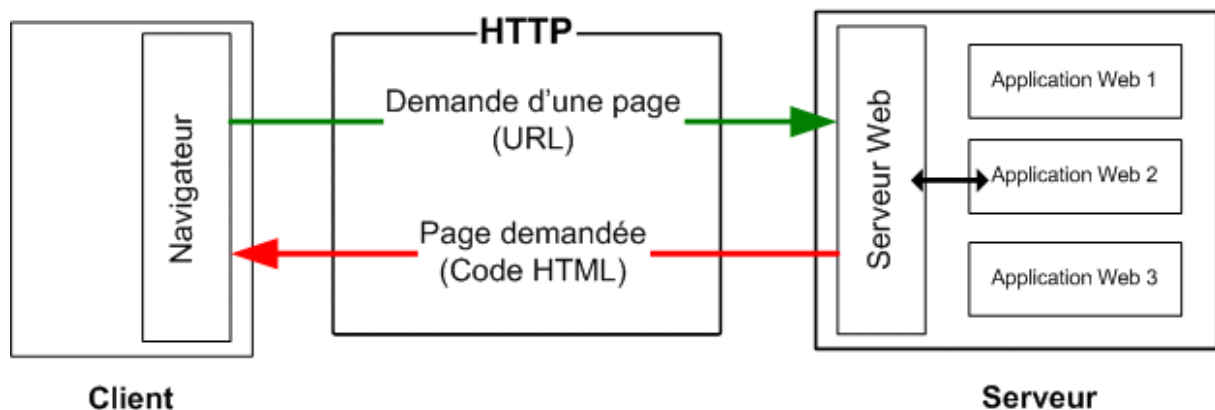 HTTP
Navigateur
Demande d'une page
(URL)
Page demandée
(Code HTML)
Serveur Web
Application Web 1
Application Web 2
Application Web 3
Client
Serveur